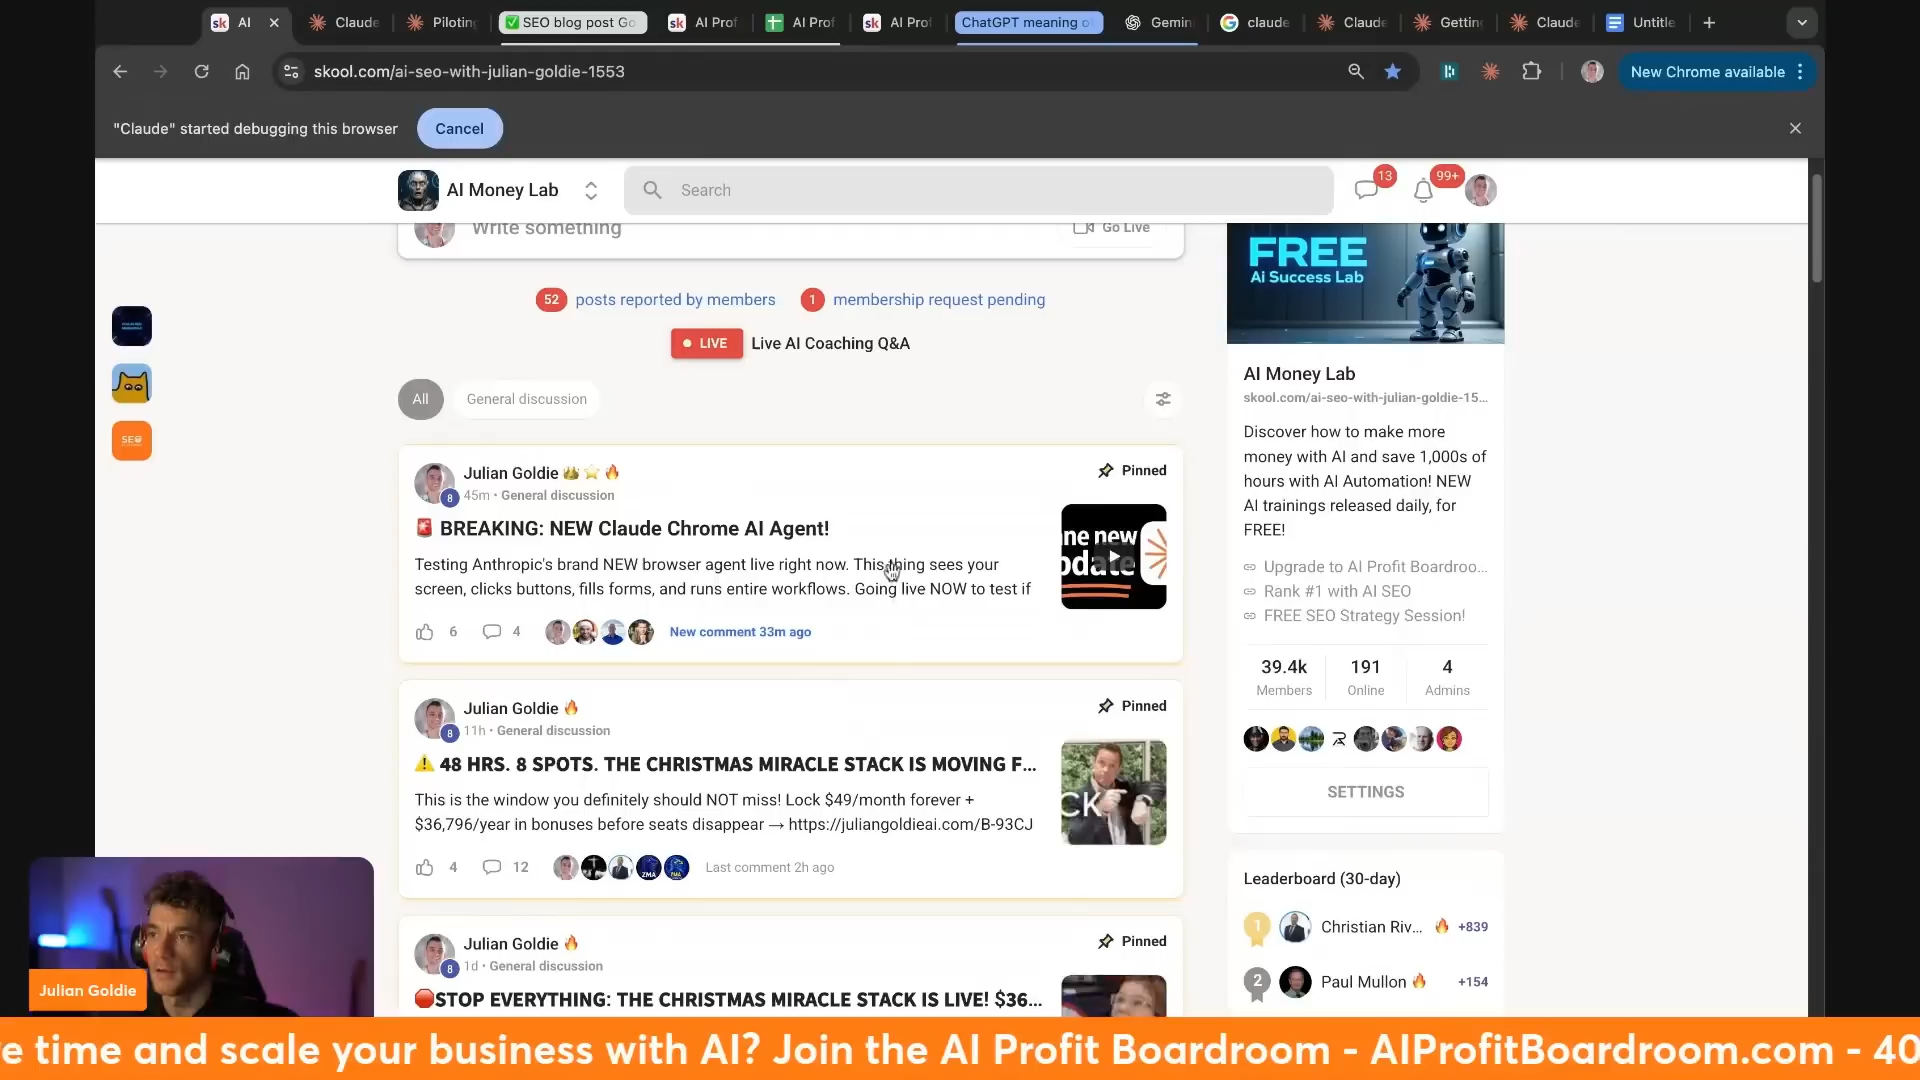 sk AI
Claude
Piloting
✅ SEO blog post Go
sk AI Prof
AI Prof
sk AI Prof
ChatGPT meaning o
Gemin
claude
Claude
Getting
Claude
Untitle
skool.com/ai-seo-with-julian-goldie-1553
New Chrome available
"Claude" started debugging this browser
Cancel
AI Money Lab
Search
13
99+
Write something
Go Live
52 posts reported by members
1 membership request pending
LIVE Live AI Coaching Q&A
All
General discussion
Julian Goldie 👑⭐🔥
Pinned
8
45m • General discussion
🚨 BREAKING: NEW Claude Chrome AI Agent!
Testing Anthropic's brand NEW browser agent live right now. This thing sees your
screen, clicks buttons, fills forms, and runs entire workflows. Going live NOW to test if
6
4
New comment 33m ago
Julian Goldie 🔥
Pinned
8
11h • General discussion
⚠️ 48 HRS. 8 SPOTS. THE CHRISTMAS MIRACLE STACK IS MOVING F...
This is the window you definitely should NOT miss! Lock $49/month forever +
$36,796/year in bonuses before seats disappear → https://juliangoldieai.com/B-93CJ
CK
4
12
ZMA
Last comment 2h ago
Julian Goldie 🔥
Pinned
8
1d • General discussion
🛑STOP EVERYTHING: THE CHRISTMAS MIRACLE STACK IS LIVE! $36...
FREE
Ai Success Lab
AI Money Lab
skool.com/ai-seo-with-julian-goldie-15...
Discover how to make more
money with AI and save 1,000s of
hours with AI Automation! NEW
AI trainings released daily, for
FREE!
Upgrade to AI Profit Boardroo...
Rank #1 with AI SEO
FREE SEO Strategy Session!
39.4k
Members
191
Online
4
Admins
SETTINGS
Leaderboard (30-day)
1 Christian Riv... 🔥 +839
2 Paul Mullon 🔥 +154
SEO
ne new
pdate
Julian Goldie
e time and scale your business with AI? Join the AI Profit Boardroom - AIProfitBoardroom.com - 40